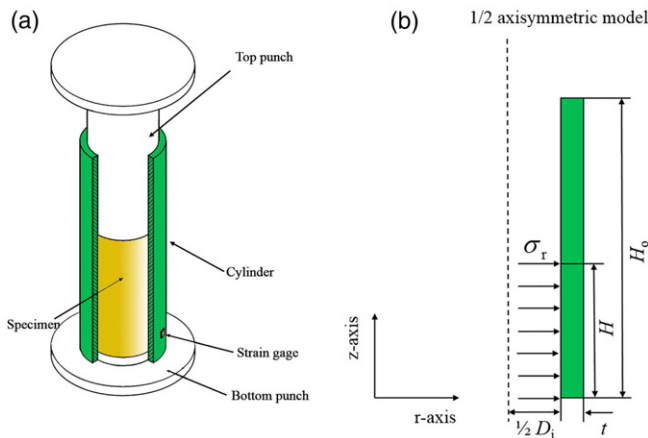 (a)
Top punch
Cylinder
Specimen
Strain gage
Bottom punch
(b)
1/2 axisymmetric model
σr
Ho
H
z-axis
r-axis
½ Di
t